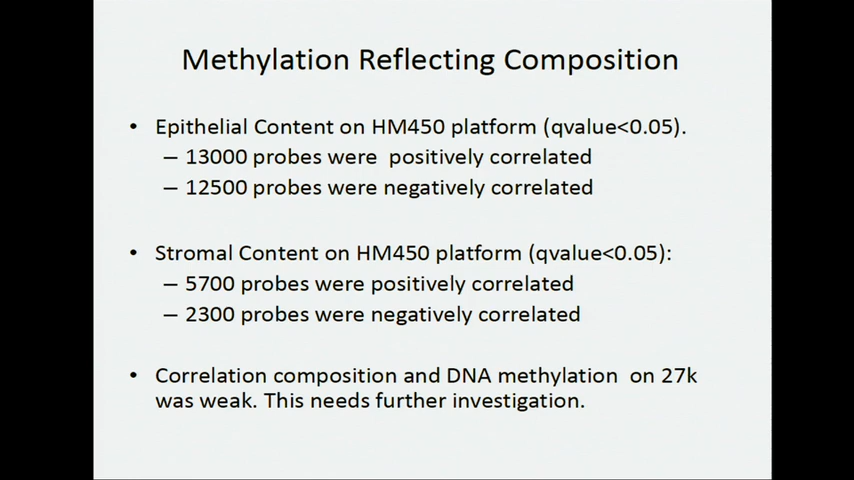 Methylation Reflecting Composition
• Epithelial Content on HM450 platform (qvalue<0.05).
– 13000 probes were positively correlated
– 12500 probes were negatively correlated
• Stromal Content on HM450 platform (qvalue<0.05):
– 5700 probes were positively correlated
– 2300 probes were negatively correlated
• Correlation composition and DNA methylation on 27k
was weak. This needs further investigation.